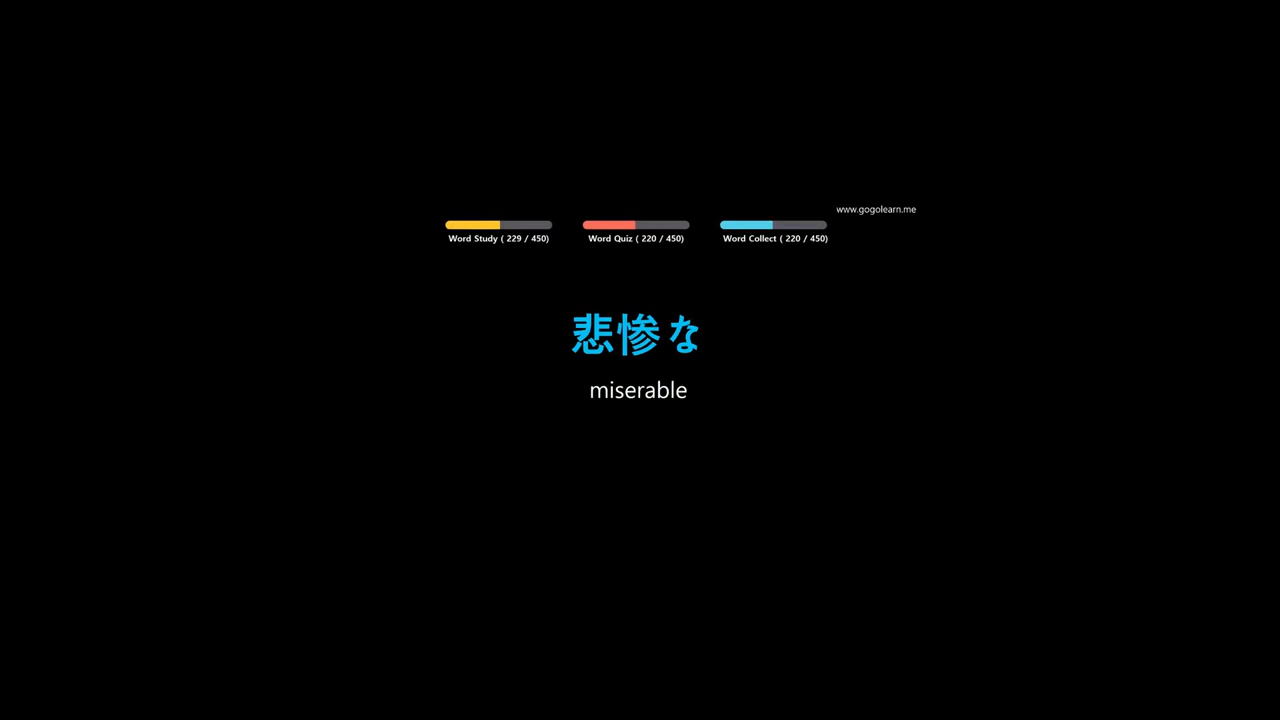 www.gogolearn.me
Word Study ( 229 / 450)
Word Quiz ( 220 / 450)
Word Collect ( 220 / 450)
悲惨な
miserable